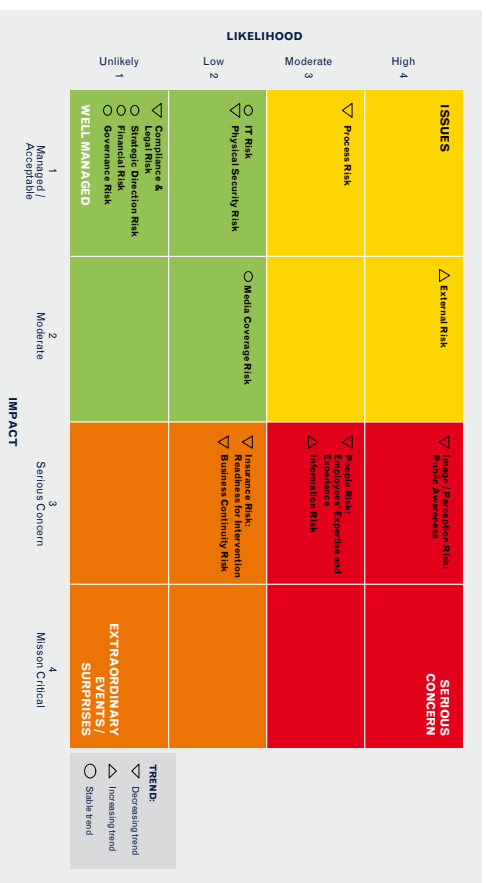 LIKELIHOOD
High
4
Moderate
3
Low
2
Unlikely
1
ISSUES
External Risk
Image / Perception Risk:
Public Awareness
SERIOUS
CONCERN
Process Risk
People Risk:
Employees' Expertise and
Experience
Information Risk
IT Risk
Physical Security Risk
Media Coverage Risk
Insurance Risk:
Readiness for Intervention
Business Continuity Risk
Compliance &
Legal Risk
Strategic Direction Risk
Financial Risk
Governance Risk
WELL MANAGED
EXTRAORDINARY
EVENTS /
SURPRISES
1
Managed /
Acceptable
2
Moderate
3
Serious Concern
4
Misson Critical
IMPACT
TREND:
Decreasing trend
Increasing trend
Stable trend